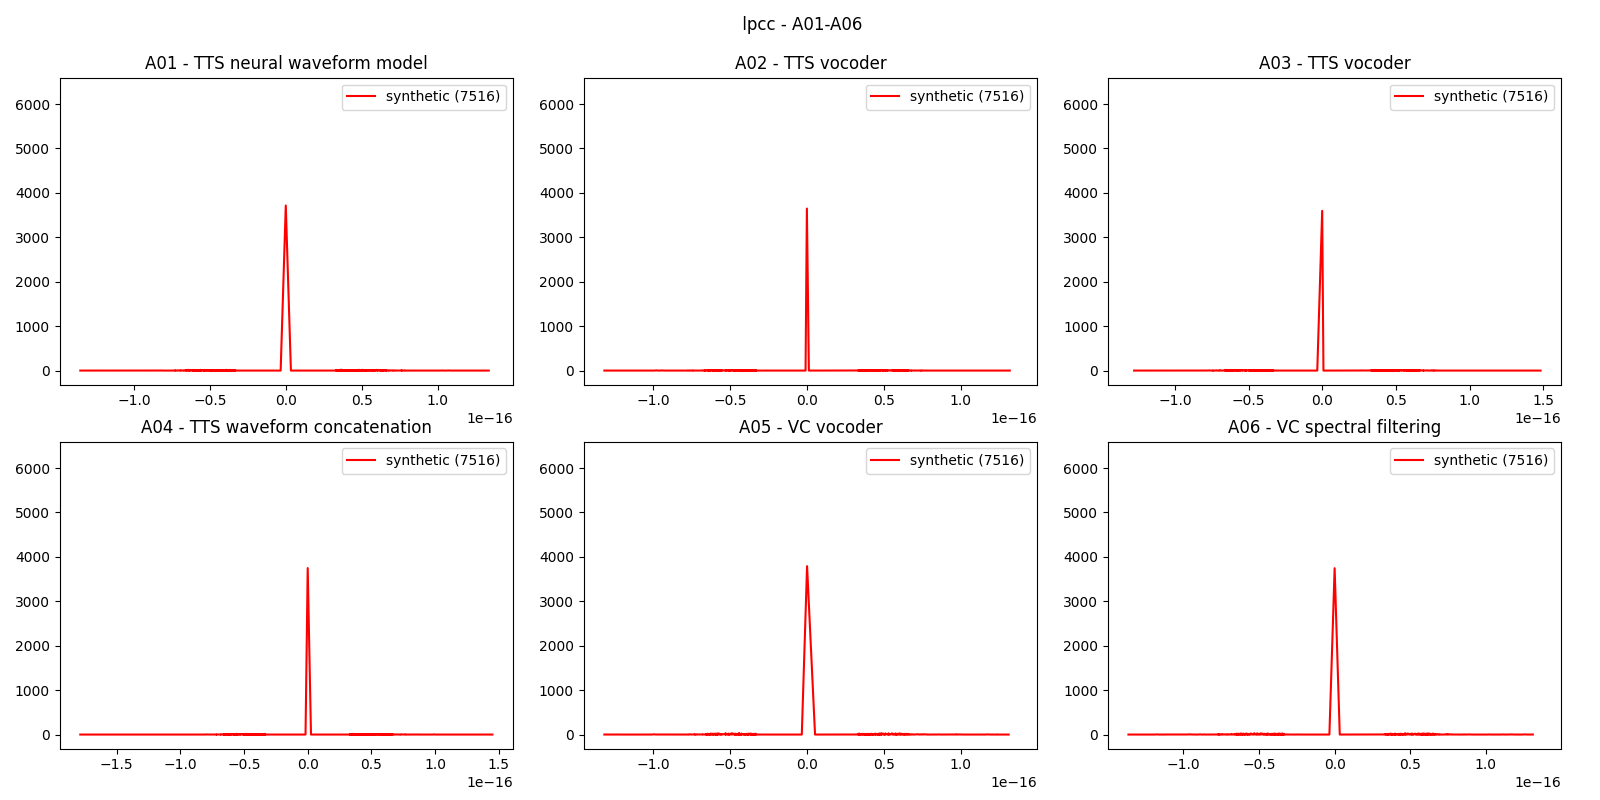 lpcc - A01-A06
A01 - TTS neural waveform model
A02 - TTS vocoder
A03 - TTS vocoder
synthetic (7516)
synthetic (7516)
synthetic (7516)
6000
5000
4000
3000
2000
1000
0
−1.0 −0.5 0.0 0.5 1.0
1e−16
6000
5000
4000
3000
2000
1000
0
−1.0 −0.5 0.0 0.5 1.0
1e−16
6000
5000
4000
3000
2000
1000
0
−1.0 −0.5 0.0 0.5 1.0 1.5
1e−16
A04 - TTS waveform concatenation
A05 - VC vocoder
A06 - VC spectral filtering
synthetic (7516)
synthetic (7516)
synthetic (7516)
6000
5000
4000
3000
2000
1000
0
−1.5 −1.0 −0.5 0.0 0.5 1.0 1.5
1e−16
6000
5000
4000
3000
2000
1000
0
−1.0 −0.5 0.0 0.5 1.0
1e−16
6000
5000
4000
3000
2000
1000
0
−1.0 −0.5 0.0 0.5 1.0
1e−16